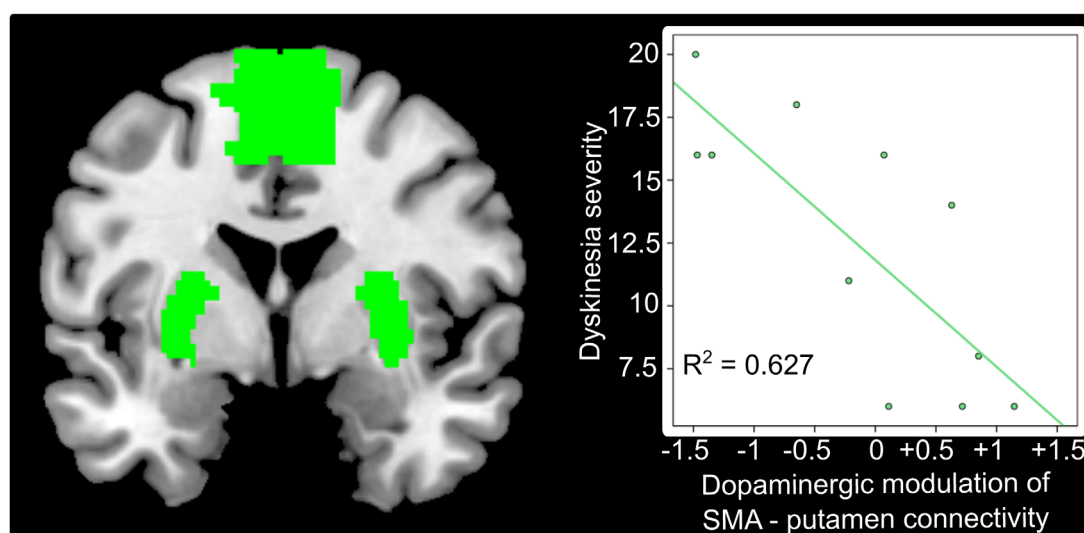 20
17.5
15
12.5
10
7.5
Dyskinesia severity
R² = 0.627
-1.5 -1 -0.5 0 +0.5 +1 +1.5
Dopaminergic modulation of
SMA - putamen connectivity